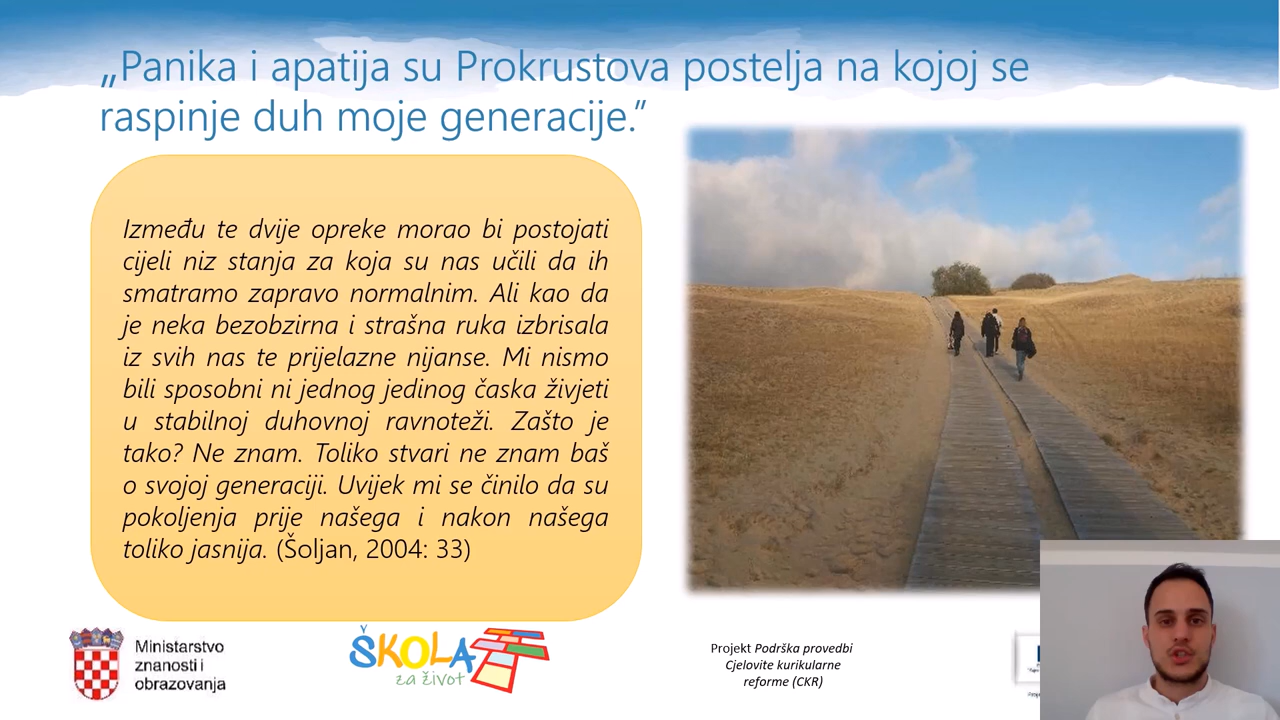 „Panika i apatija su Prokrustova postelja na kojoj se
raspinje duh moje generacije.”
Između te dvije opreke morao bi postojati
cijeli niz stanja za koja su nas učili da ih
smatramo zapravo normalnim. Ali kao da
je neka bezobzirna i strašna ruka izbrisala
iz svih nas te prijelazne nijanse. Mi nismo
bili sposobni ni jednog jedinog časka živjeti
u stabilnoj duhovnoj ravnoteži. Zašto je
tako? Ne znam. Toliko stvari ne znam baš
o svojoj generaciji. Uvijek mi se činilo da su
pokoljenja prije našega i nakon našega
toliko jasnija. (Šoljan, 2004: 33)
Ministarstvo
znanosti i
obrazovanja
ŠKOLA
za život
Projekt Podrška provedbi
Cjelovite kurikularne
reforme (CKR)